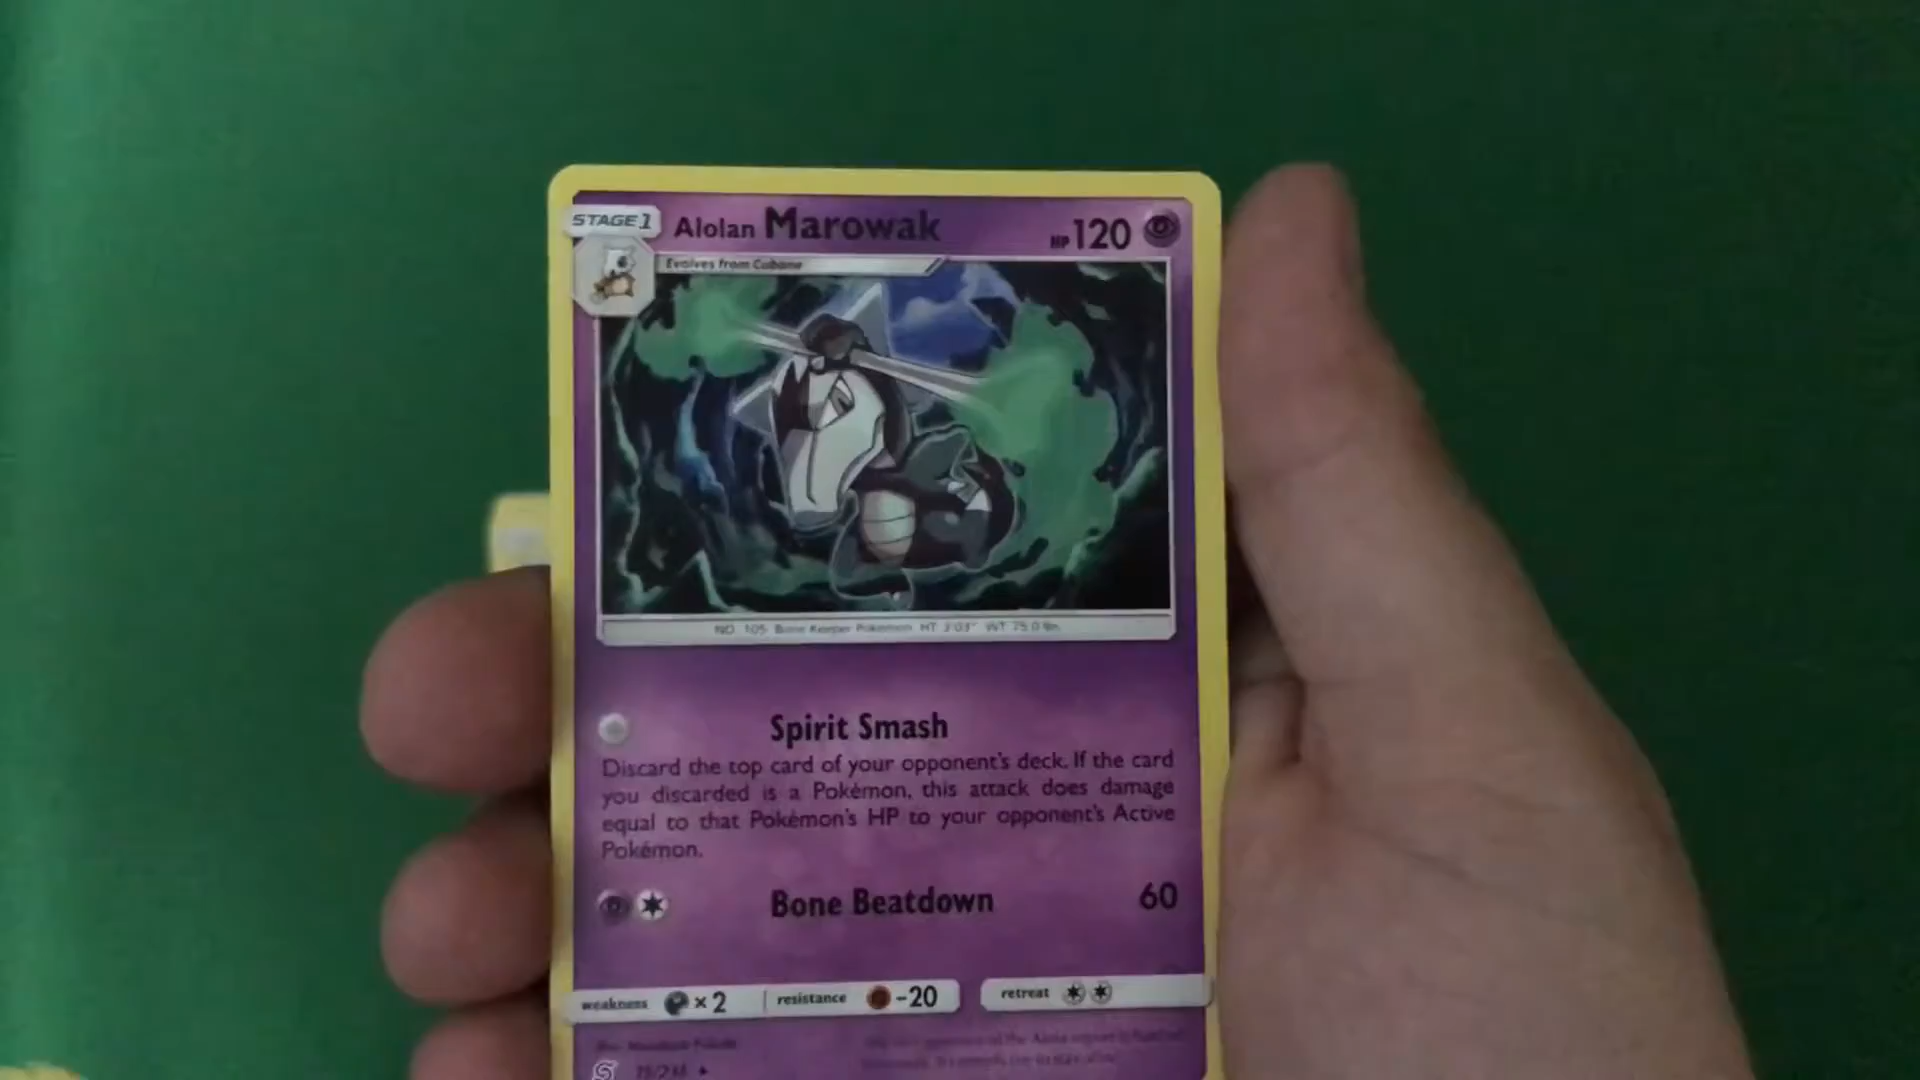 STAGE 1 Alolan Marowak HP 120
Evolves from Cubone
NO. 105 Bone Keeper Pokémon HT 3'03" WT 75.0 lbs.
Spirit Smash
Discard the top card of your opponent's deck. If the card
you discarded is a Pokémon, this attack does damage
equal to that Pokémon's HP to your opponent's Active
Pokémon.
Bone Beatdown 60
weakness ×2 resistance -20 retreat